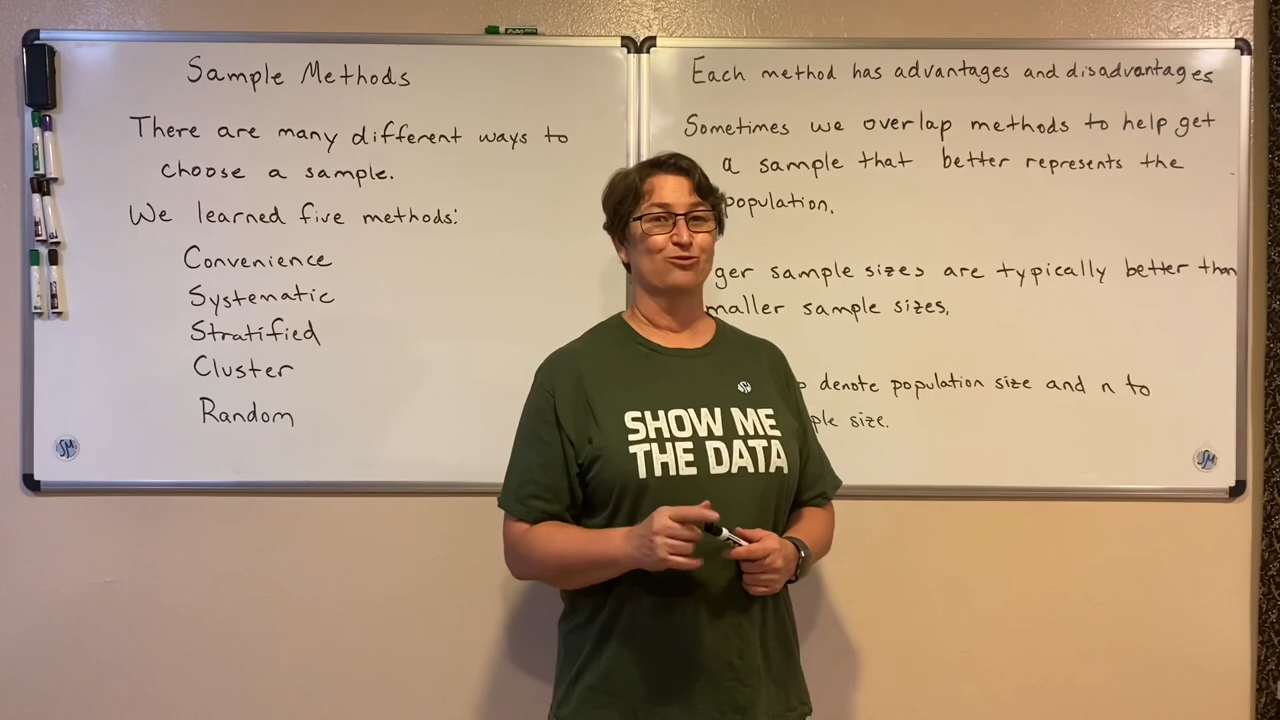 Sample Methods
There are many different ways to
choose a sample.
We learned five methods:
Convenience
Systematic
Stratified
Cluster
Random
SM
Each method has advantages and disadvantages
Sometimes we overlap methods to help get
a sample that better represents the
population.
ger sample sizes are typically better than
maller sample sizes.
denote population size and n to
ple size.
SM
SHOW ME
THE DATA
EXPO